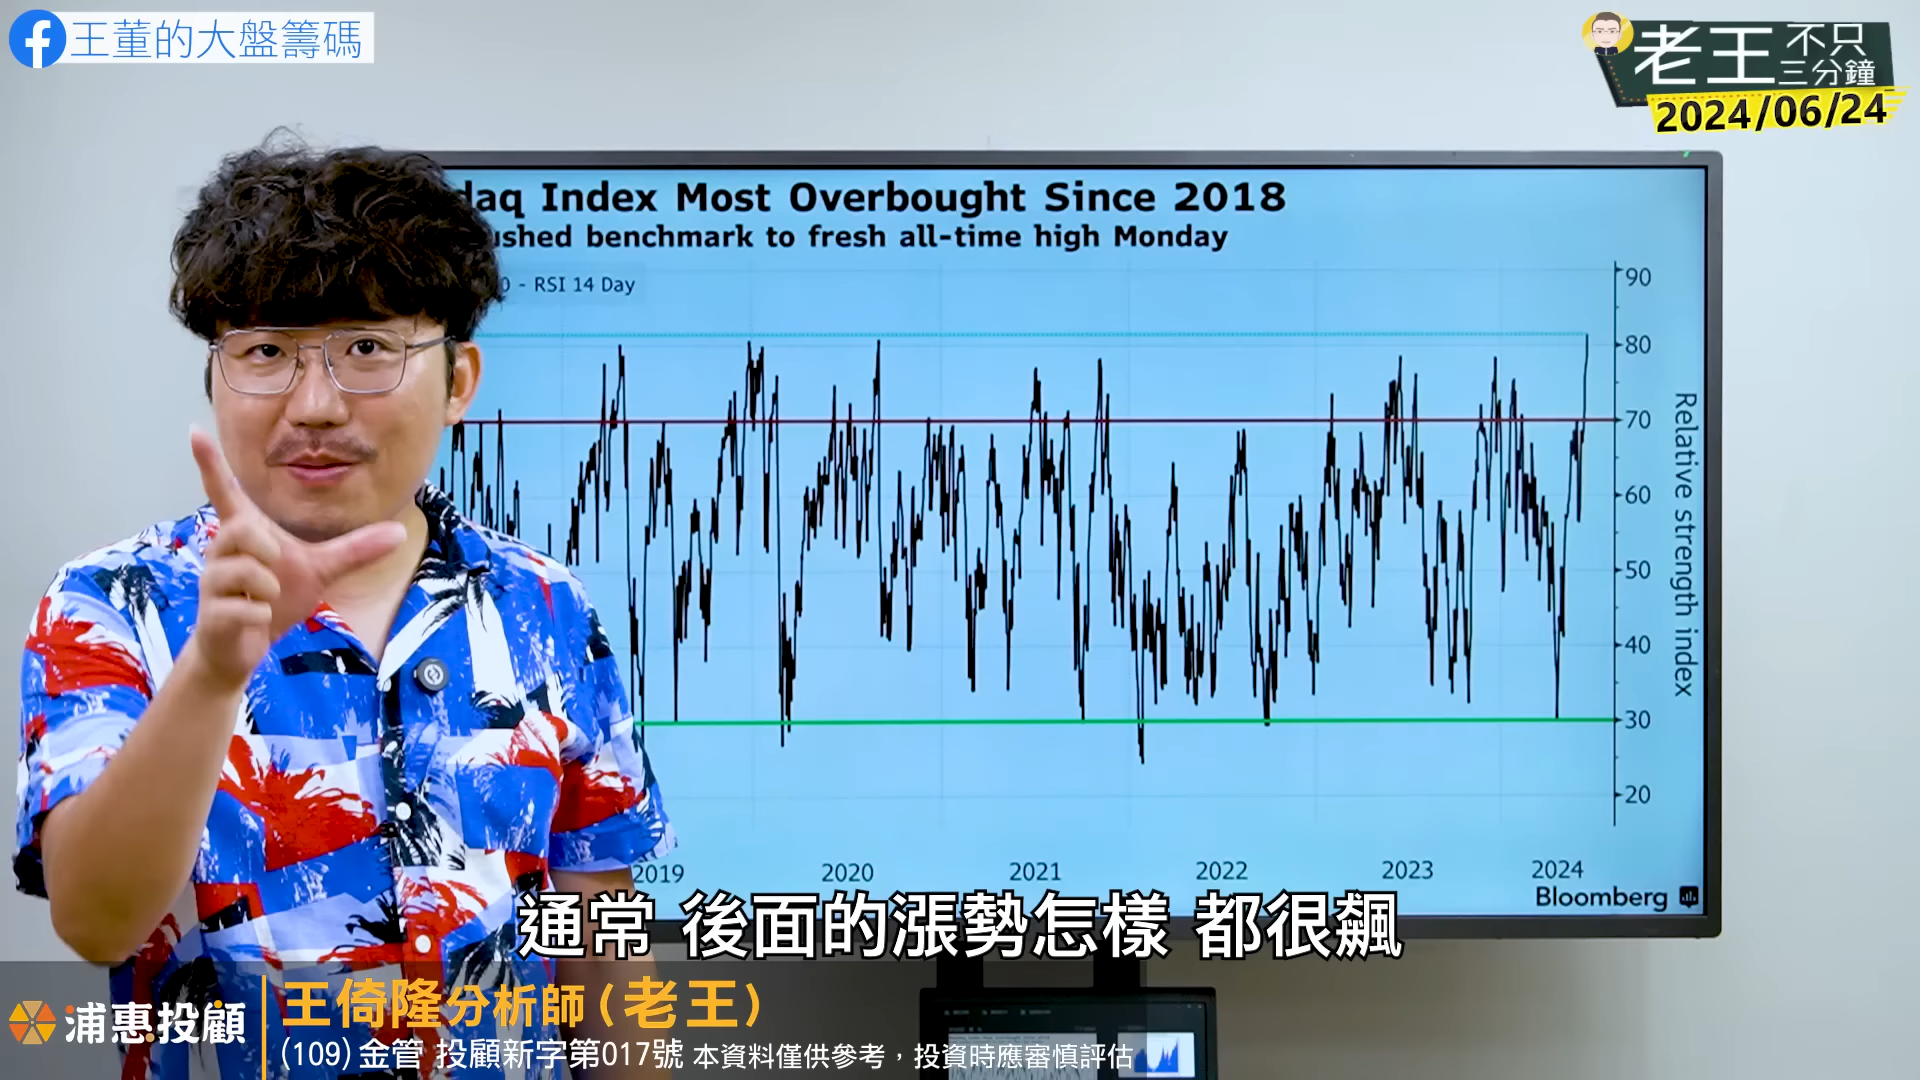 王董的大盤籌碼
老王 不只三分鐘
2024/06/24
daq Index Most Overbought Since 2018
ushed benchmark to fresh all-time high Monday
0 - RSI 14 Day
90
80
70
60
50
40
30
20
Relative strength index
2019 2020 2021 2022 2023 2024
Bloomberg
通常 後面的漲勢怎樣 都很飆
浦惠投顧
王倚隆分析師(老王)
(109) 金管 投顧新字第017號 本資料僅供參考，投資時應審慎評估